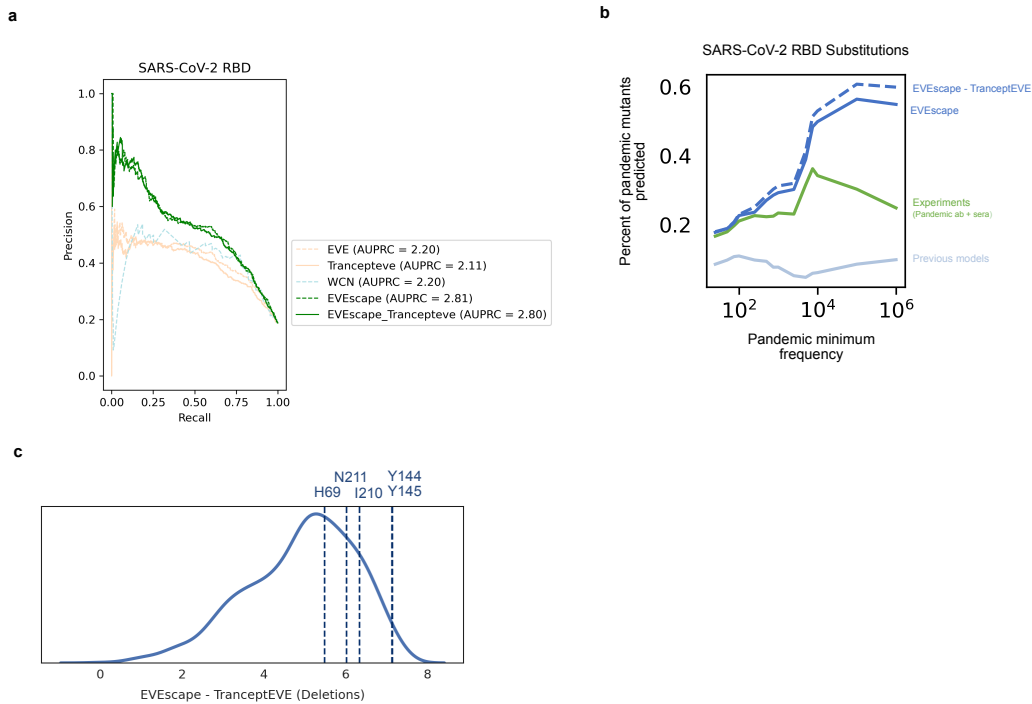 a
SARS-CoV-2 RBD
1.0
0.8
0.6
0.4
0.2
0.0
Precision
0.00 0.25 0.50 0.75 1.00
Recall
EVE (AUPRC = 2.20)
Trancepteve (AUPRC = 2.11)
WCN (AUPRC = 2.20)
EVEscape (AUPRC = 2.81)
EVEscape_Trancepteve (AUPRC = 2.80)
b
SARS-CoV-2 RBD Substitutions
Percent of pandemic mutants
predicted
0.6
0.4
0.2
EVEscape - TranceptEVE
EVEscape
Experiments
(Pandemic ab + sera)
Previous models
10² 10⁴ 10⁶
Pandemic minimum
frequency
c
N211 Y144
H69 I210 Y145
0 2 4 6 8
EVEscape - TranceptEVE (Deletions)